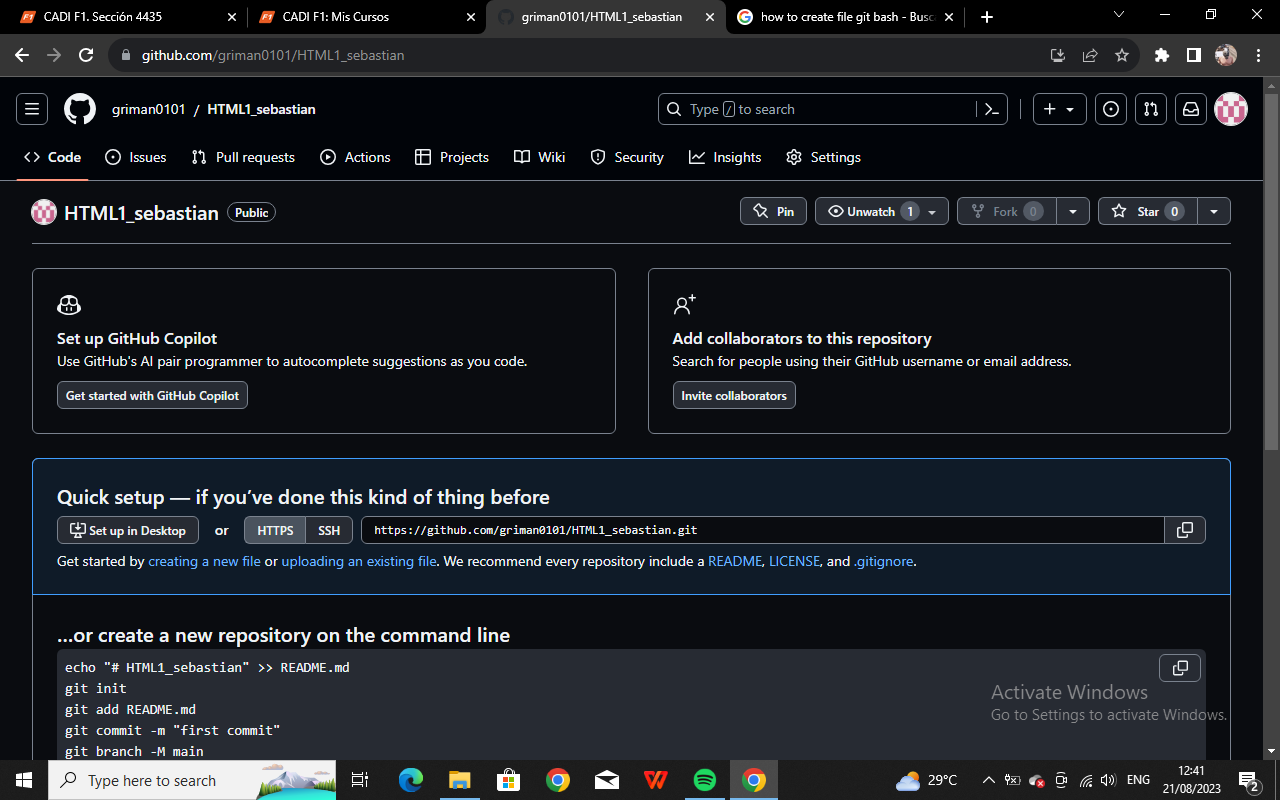 CADI F1. Sección 4435
CADI F1: Mis Cursos
griman0101/HTML1_sebastian
how to create file git bash - Busc
github.com/griman0101/HTML1_sebastian
griman0101 / HTML1_sebastian
Type / to search
Code Issues Pull requests Actions Projects Wiki Security Insights Settings
HTML1_sebastian Public
Pin Unwatch 1 Fork 0 Star 0
Set up GitHub Copilot
Use GitHub's AI pair programmer to autocomplete suggestions as you code.
Get started with GitHub Copilot
Add collaborators to this repository
Search for people using their GitHub username or email address.
Invite collaborators
Quick setup — if you’ve done this kind of thing before
Set up in Desktop or HTTPS SSH https://github.com/griman0101/HTML1_sebastian.git
Get started by creating a new file or uploading an existing file. We recommend every repository include a README, LICENSE, and .gitignore.
…or create a new repository on the command line
echo "# HTML1_sebastian" >> README.md
git init
git add README.md
git commit -m "first commit"
git branch -M main
Activate Windows
Go to Settings to activate Windows.
Type here to search
29°C
ENG
12:41
21/08/2023
2